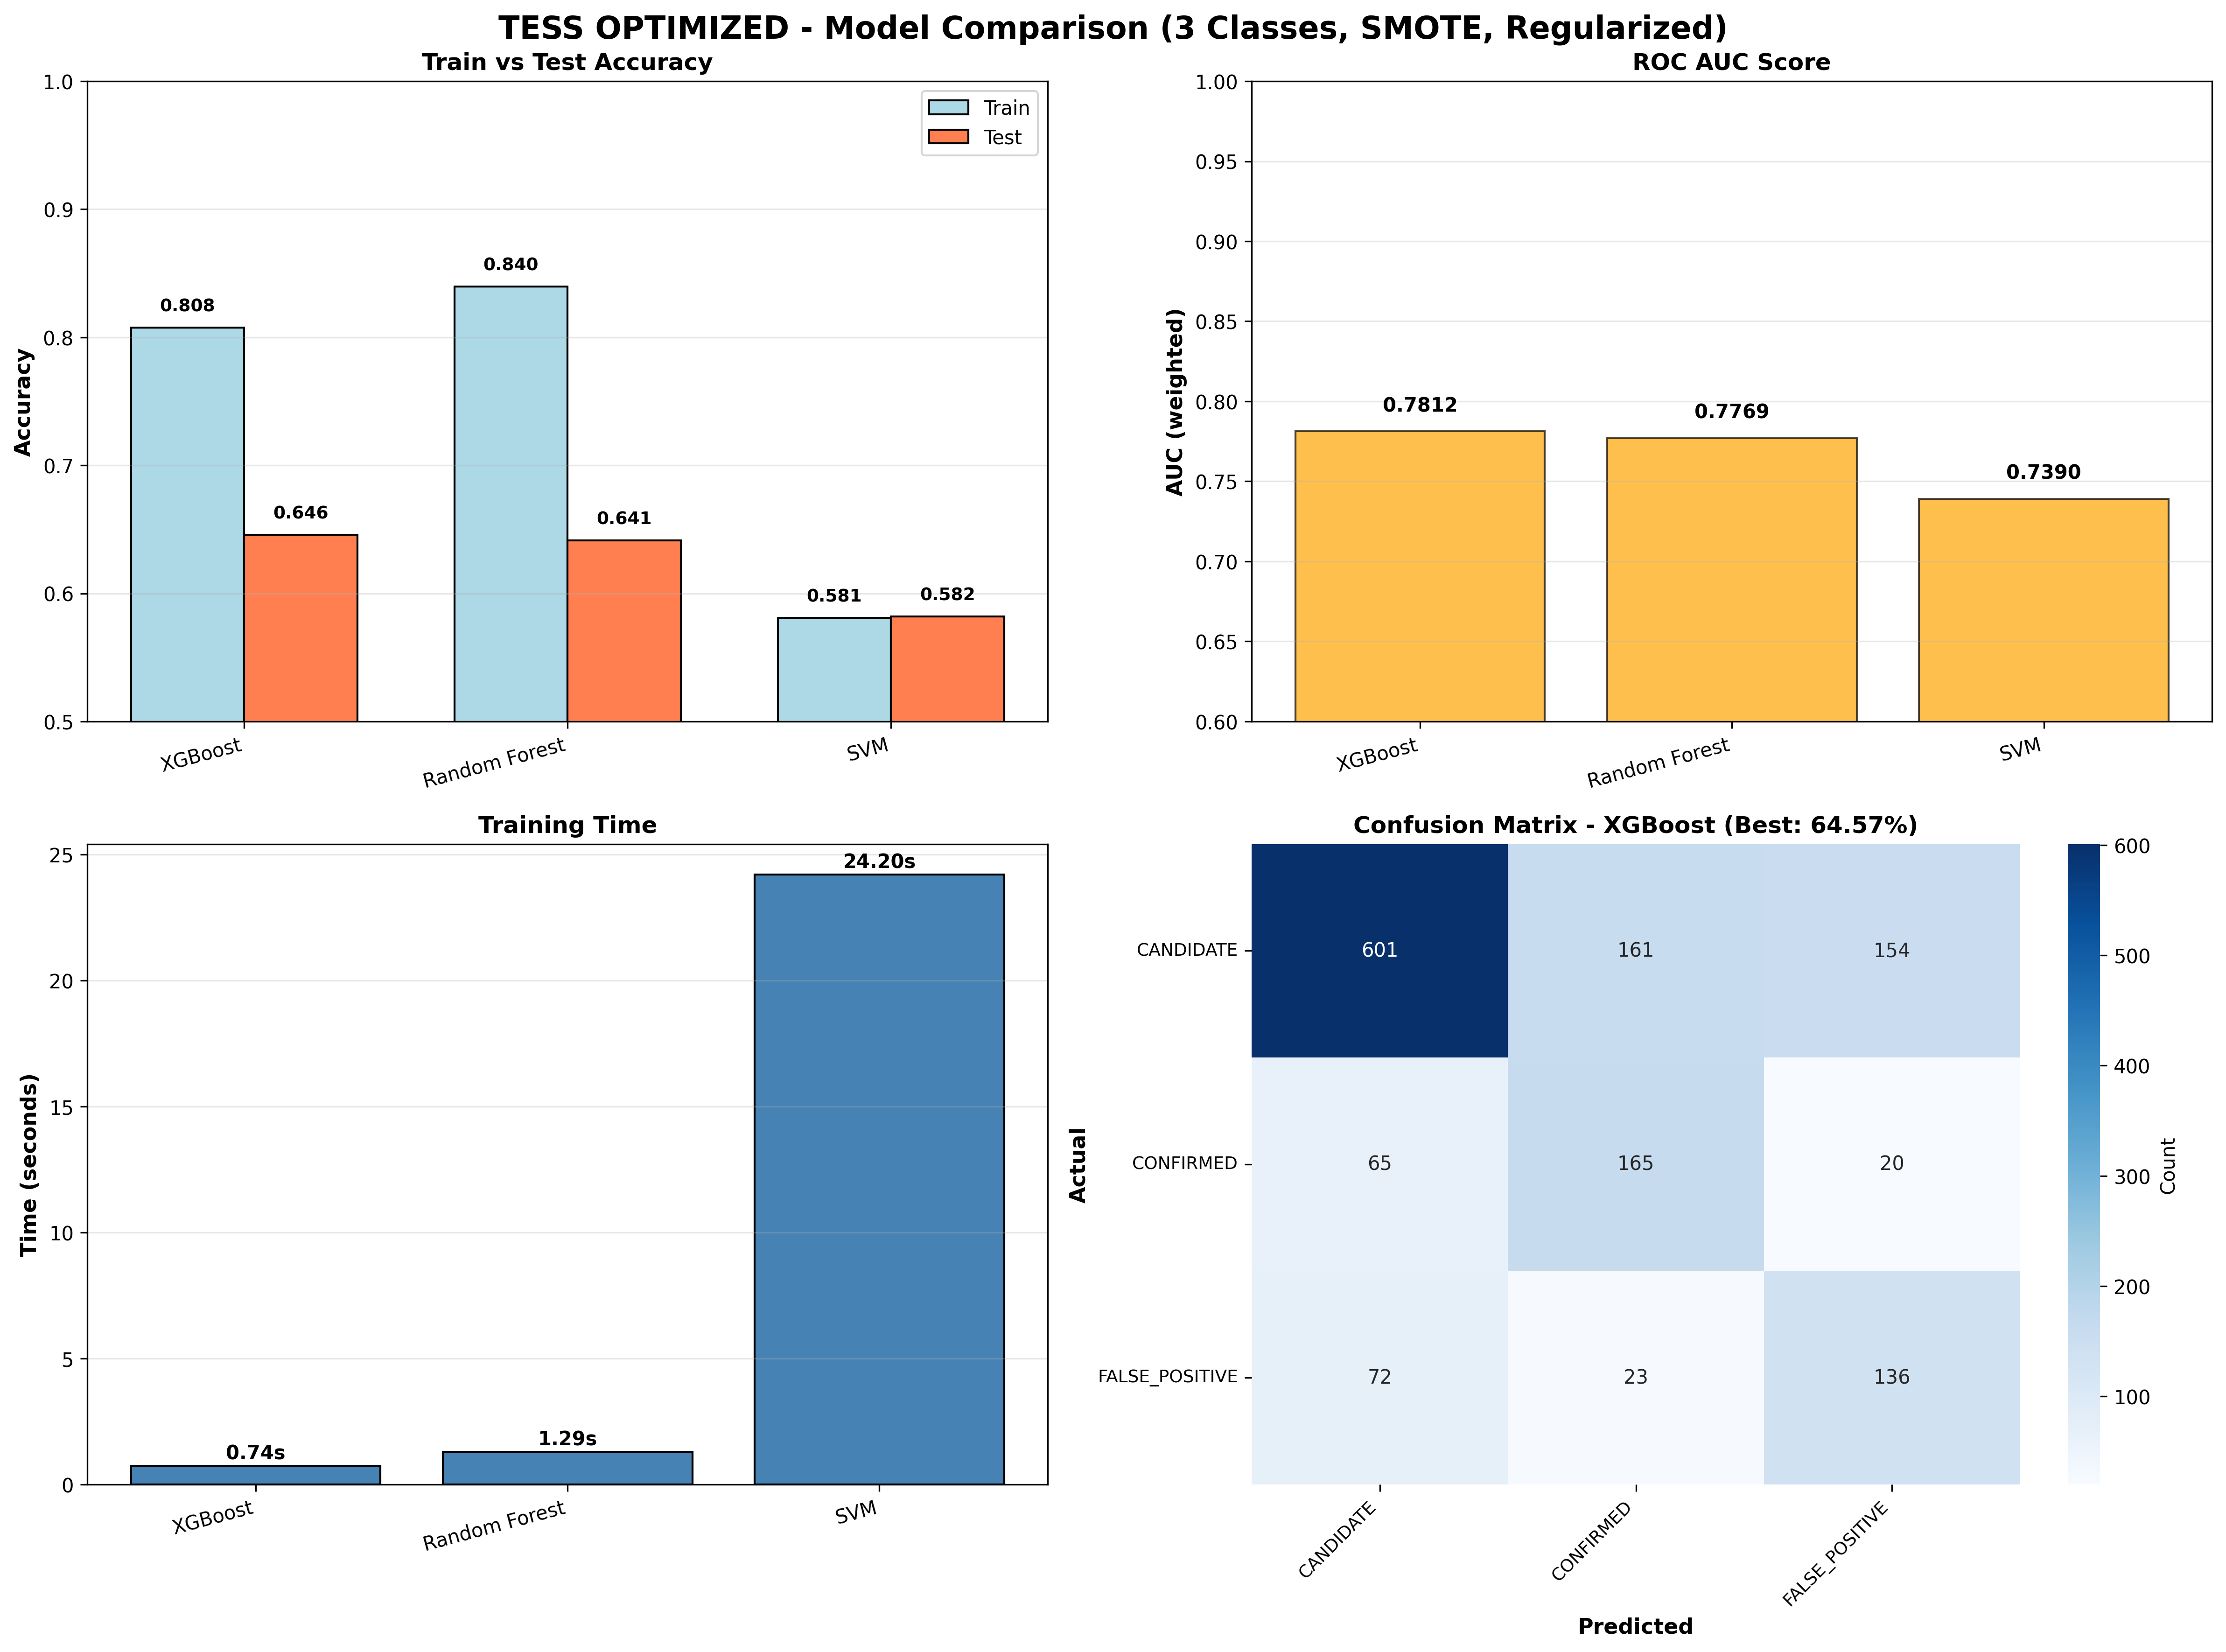 TESS OPTIMIZED - Model Comparison (3 Classes, SMOTE, Regularized)
Train vs Test Accuracy
Accuracy
1.0
0.9
0.8
0.7
0.6
0.5
Train
Test
0.808
0.646
0.840
0.641
0.581
0.582
XGBoost
Random Forest
SVM
ROC AUC Score
AUC (weighted)
1.00
0.95
0.90
0.85
0.80
0.75
0.70
0.65
0.60
0.7812
0.7769
0.7390
XGBoost
Random Forest
SVM
Training Time
Time (seconds)
25
20
15
10
5
0
0.74s
1.29s
24.20s
XGBoost
Random Forest
SVM
Confusion Matrix - XGBoost (Best: 64.57%)
Actual
CANDIDATE
601 161 154
CONFIRMED
65 165 20
FALSE_POSITIVE
72 23 136
CANDIDATE
CONFIRMED
FALSE_POSITIVE
Predicted
600
500
400
300
200
100
Count